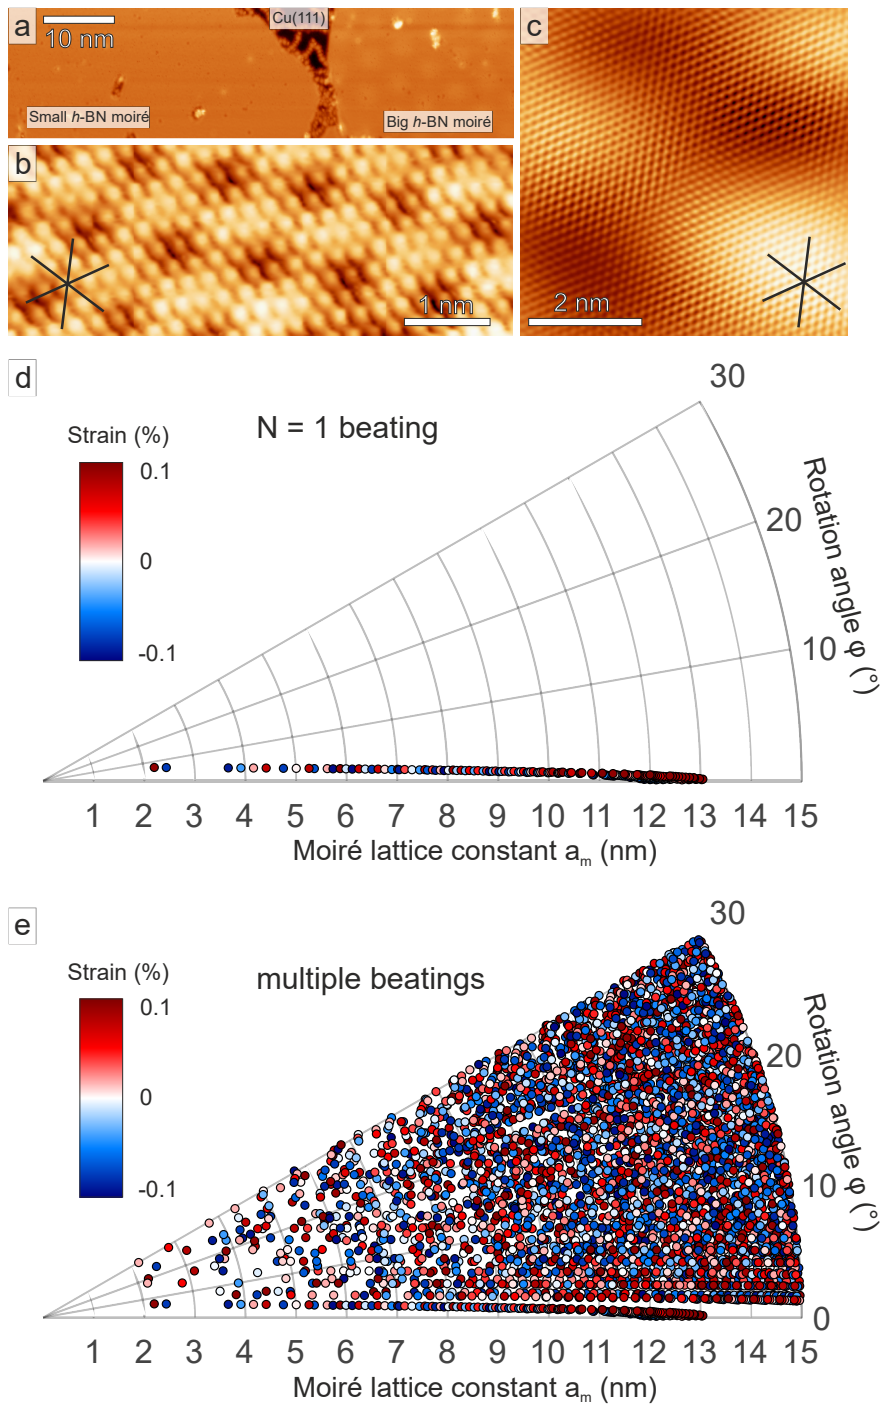 a
10 nm
Cu(111)
Small h-BN moiré
Big h-BN moiré
b
1 nm
c
2 nm
d
N = 1 beating
Strain (%)
0.1
0
-0.1
30
20
10
Rotation angle φ (°)
1 2 3 4 5 6 7 8 9 10 11 12 13 14 15
Moiré lattice constant aₘ (nm)
e
multiple beatings
Strain (%)
0.1
0
-0.1
30
20
10
0
Rotation angle φ (°)
1 2 3 4 5 6 7 8 9 10 11 12 13 14 15
Moiré lattice constant aₘ (nm)